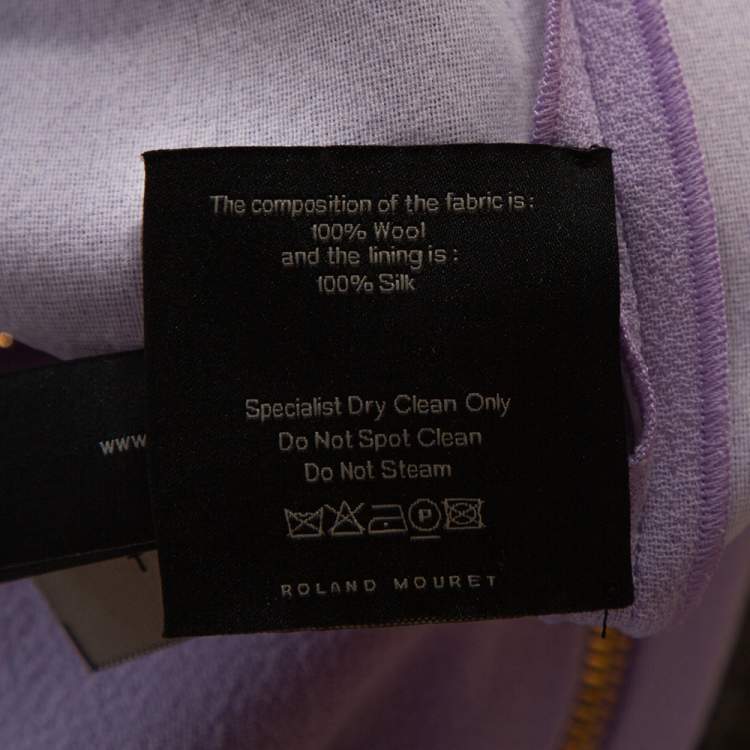 The composition of the fabric is :
100% Wool
and the lining is :
100% Silk
Specialist Dry Clean Only
Do Not Spot Clean
Do Not Steam
P
ROLAND MOURET
www